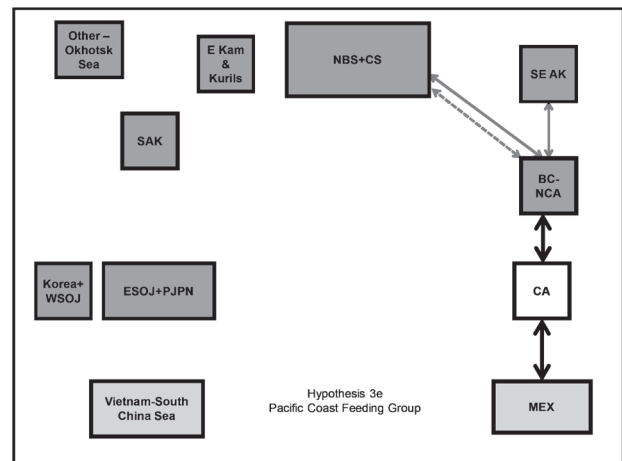 Other –
Okhotsk
Sea
E Kam
&
Kurils
NBS+CS
SE AK
SAK
BC-
NCA
Korea+
WSOJ
ESOJ+PJPN
CA
Vietnam-South
China Sea
Hypothesis 3e
Pacific Coast Feeding Group
MEX